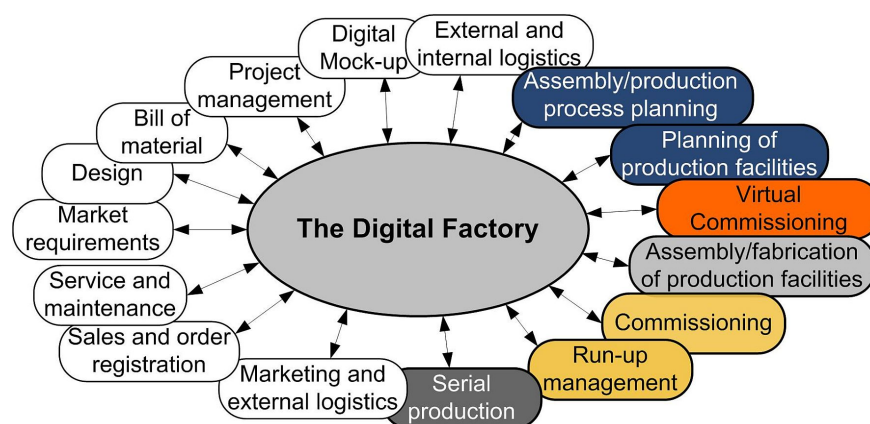 Digital
Mock-up
External and
internal logistics
Assembly/production
process planning
Planning of
production facilities
Virtual
Commissioning
Assembly/fabrication
of production facilities
Commissioning
Run-up
management
Serial
production
Marketing and
external logistics
Sales and order
registration
Service and
maintenance
Market
requirements
Design
Bill of
material
Project
management
The Digital Factory